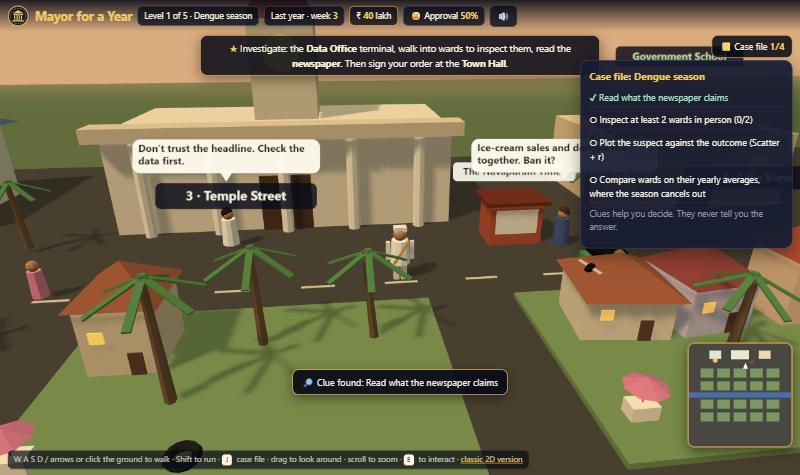 Mayor for a Year
Level 1 of 5 · Dengue season
Last year · week 3
₹ 40 lakh
Approval 50%
★ Investigate: the Data Office terminal, walk into wards to inspect them, read the
newspaper. Then sign your order at the Town Hall.
Government School
Case file 1/4
Case file: Dengue season
✓ Read what the newspaper claims
Inspect at least 2 wards in person (0/2)
Plot the suspect against the outcome (Scatter
+ r)
Compare wards on their yearly averages,
where the season cancels out
Clues help you decide. They never tell you the
answer.
Don't trust the headline. Check the
data first.
Ice-cream sales and de
together. Ban it?
The Navapuram Time
3 · Temple Street
Clue found: Read what the newspaper claims
W A S D / arrows or click the ground to walk · Shift to run · J case file · drag to look around · scroll to zoom · E to interact · classic 2D version